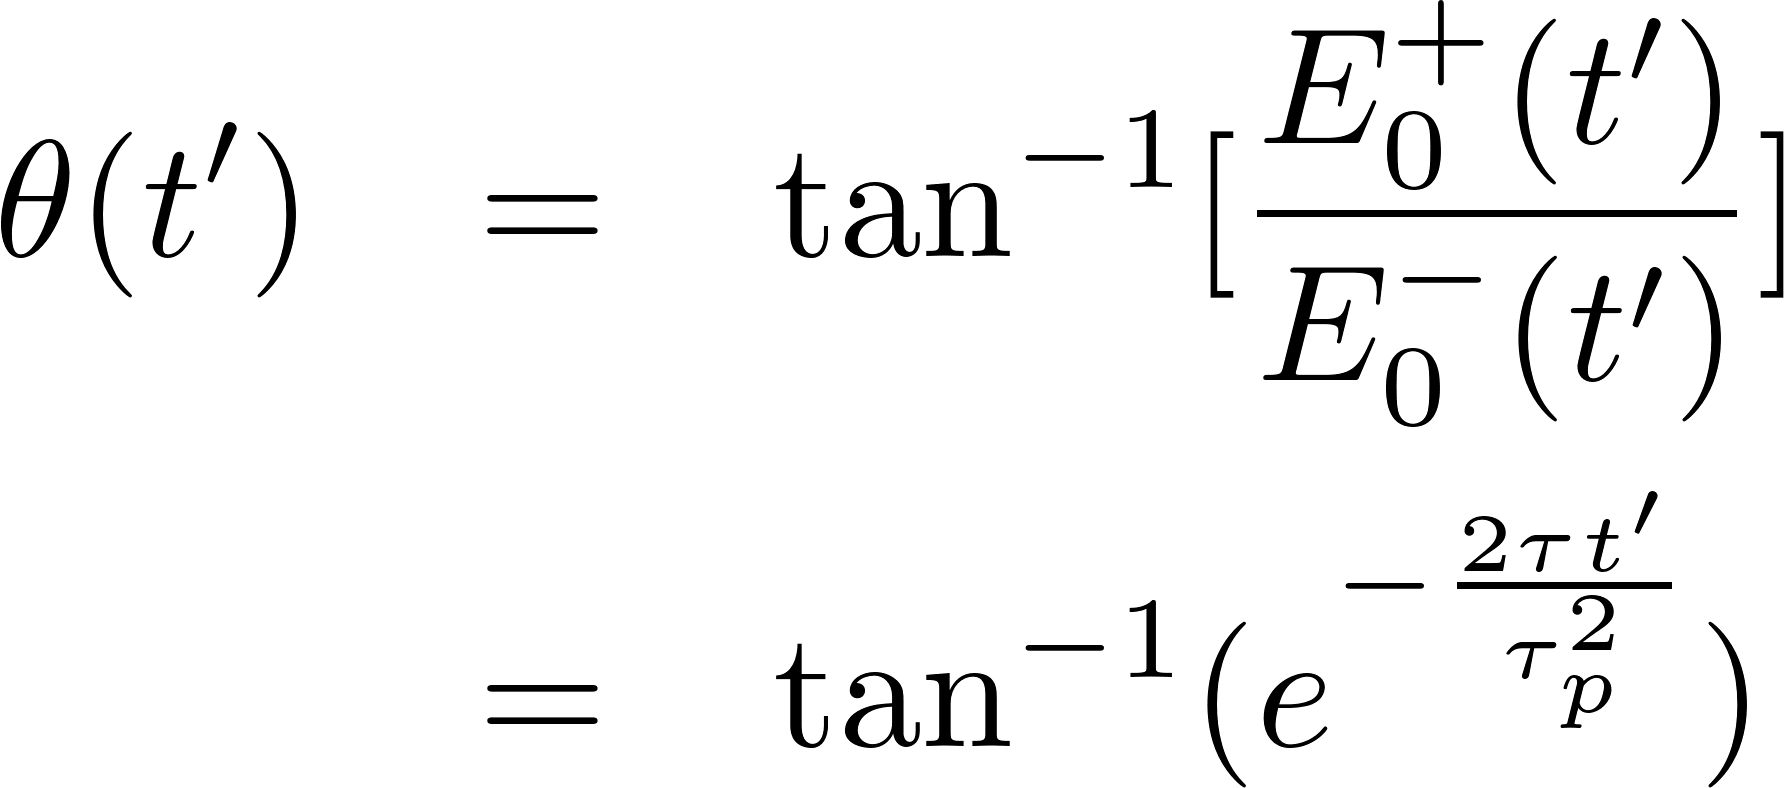 θ(t′) = tan⁻¹[E₀⁺(t′)/E₀⁻(t′)]
= tan⁻¹(e^{−2τt′/τ_p²})